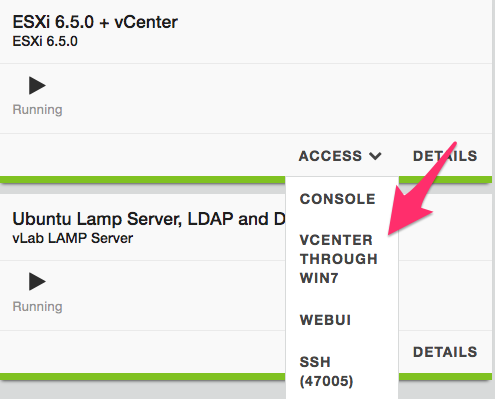 ESXi 6.5.0 + vCenter
ESXi 6.5.0
Running
ACCESS DETAILS
CONSOLE
VCENTER
THROUGH
WIN7
WEBUI
SSH
(47005)
Ubuntu Lamp Server, LDAP and D
vLab LAMP Server
Running
DETAILS